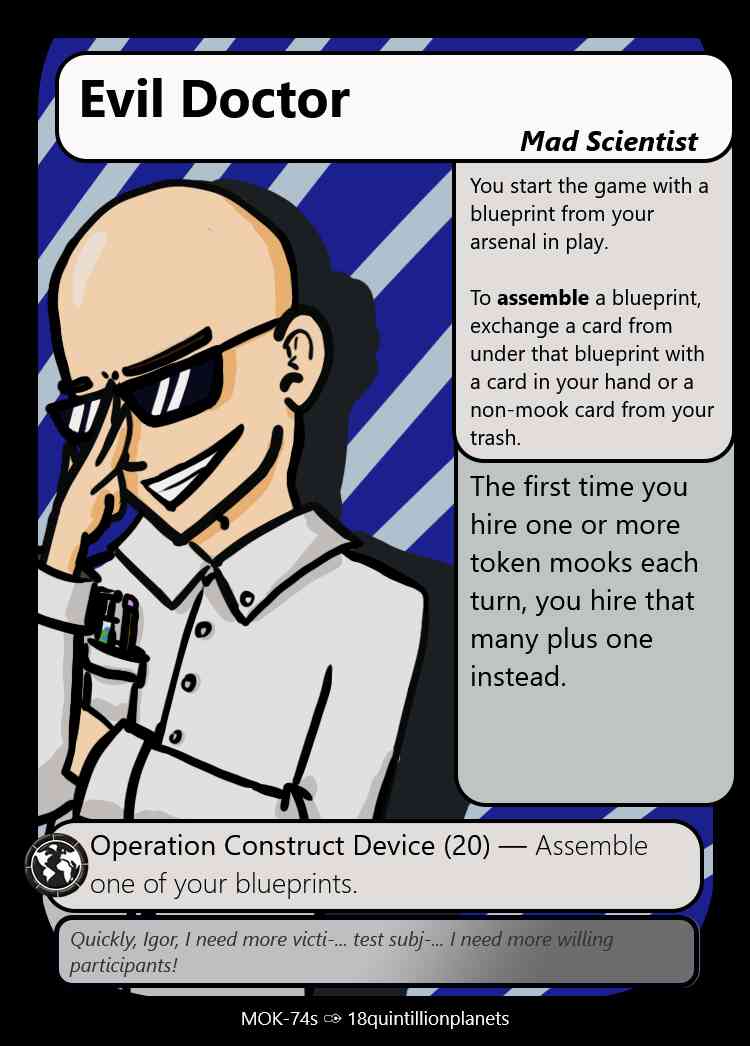 Evil Doctor
Mad Scientist
You start the game with a
blueprint from your
arsenal in play.
To assemble a blueprint,
exchange a card from
under that blueprint with
a card in your hand or a
non-mook card from your
trash.
The first time you
hire one or more
token mooks each
turn, you hire that
many plus one
instead.
Operation Construct Device (20) — Assemble
one of your blueprints.
Quickly, Igor, I need more victi-... test subj-... I need more willing
participants!
MOK-74s ➩ 18quintillionplanets